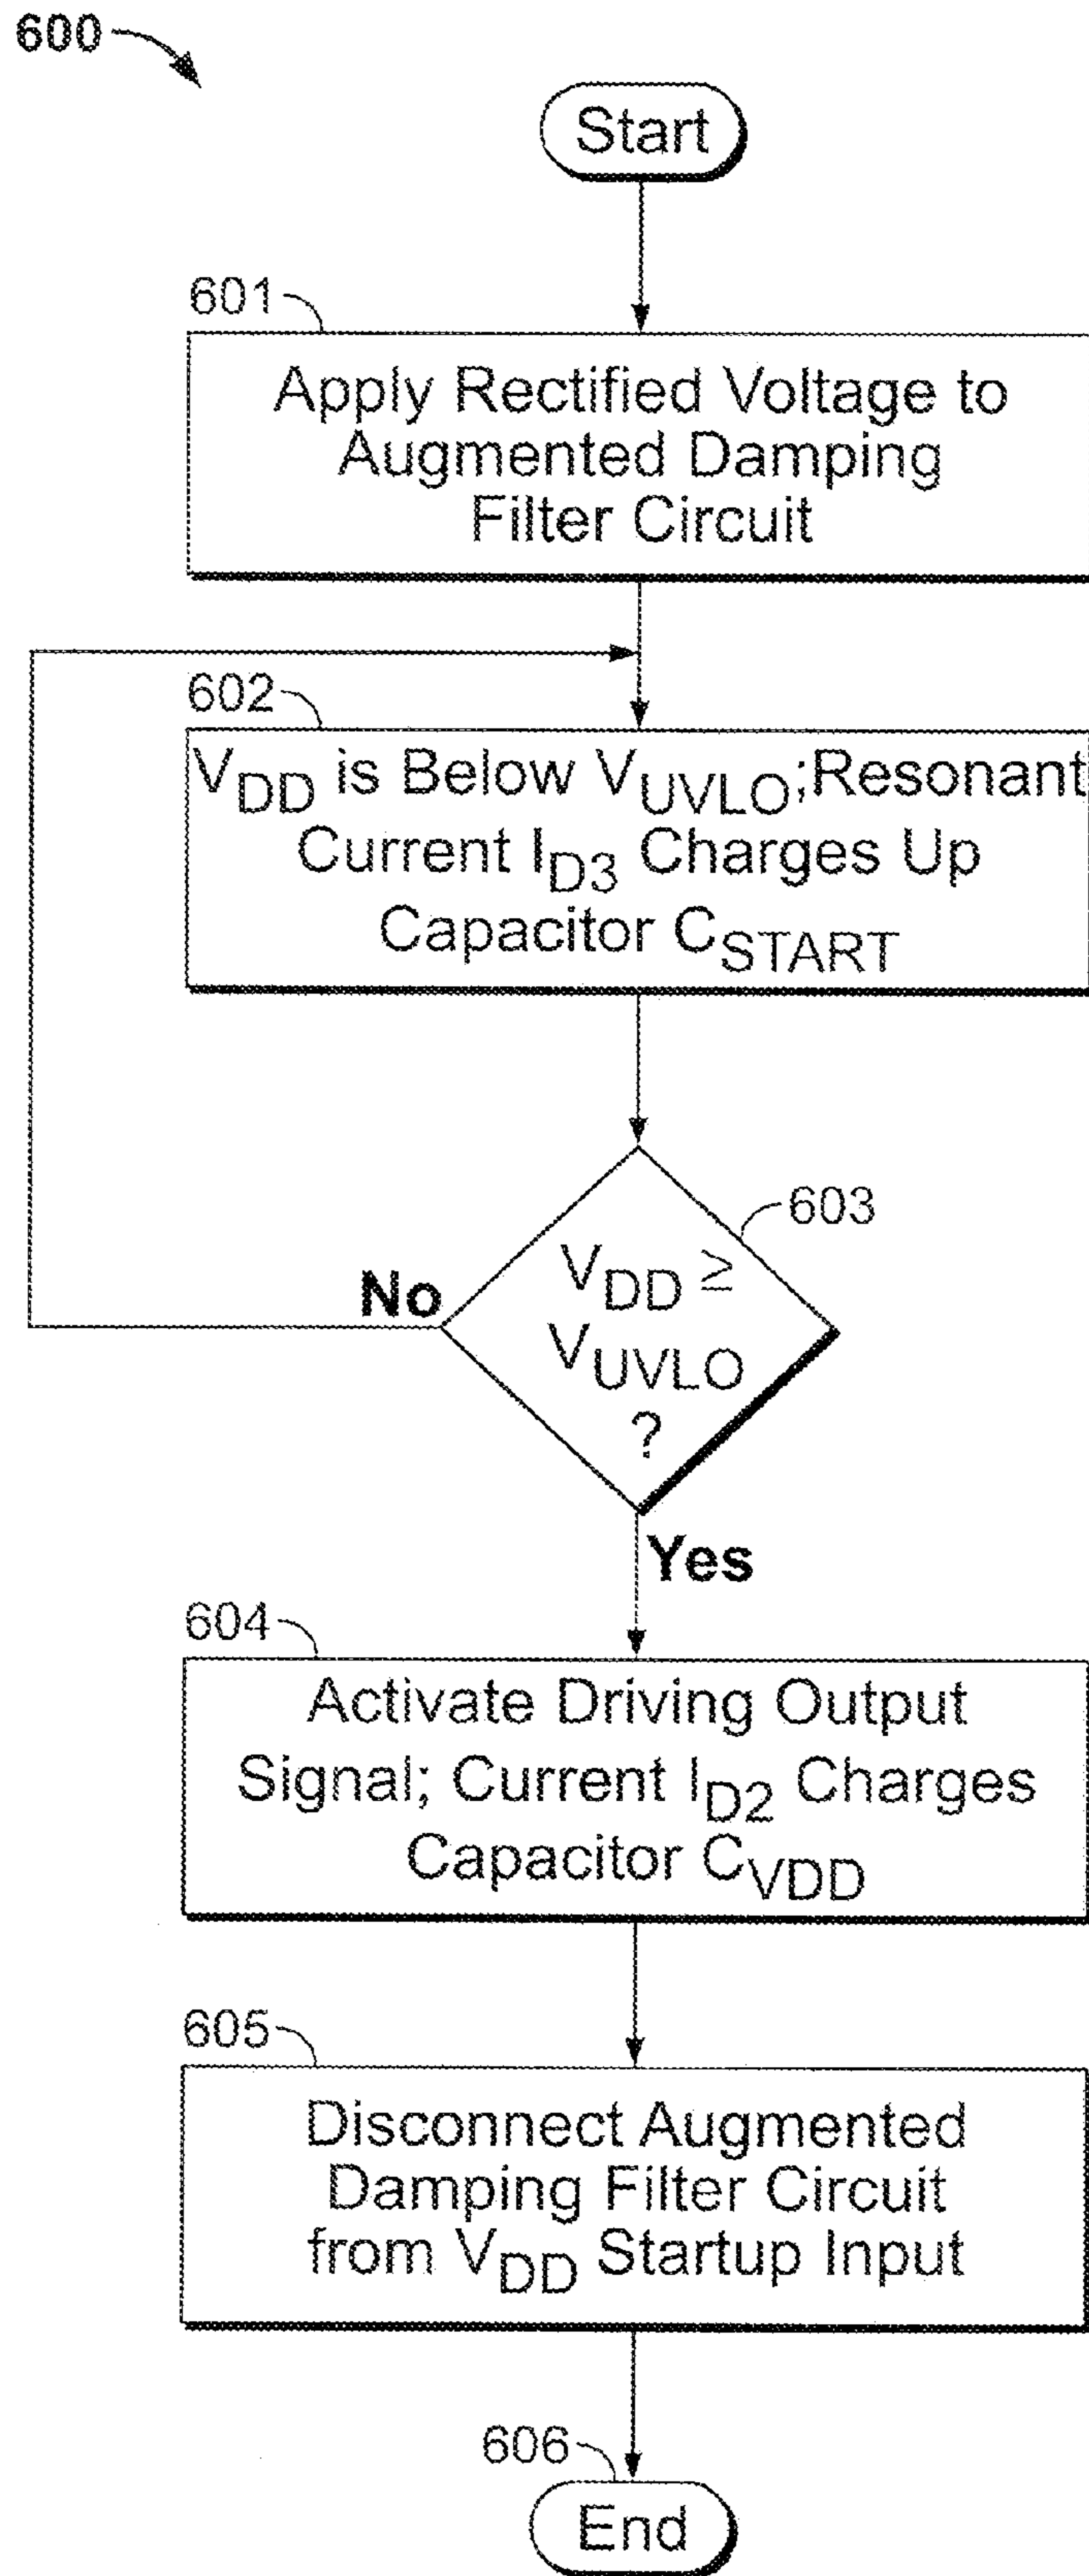 600
Start
601
Apply Rectified Voltage to
Augmented Damping
Filter Circuit
602
VDD is Below VUVLO;Resonant
Current ID3 Charges Up
Capacitor CSTART
603
VDD ≥
VUVLO
?
No
Yes
604
Activate Driving Output
Signal; Current ID2 Charges
Capacitor CVDD
605
Disconnect Augmented
Damping Filter Circuit
from VDD Startup Input
606
End